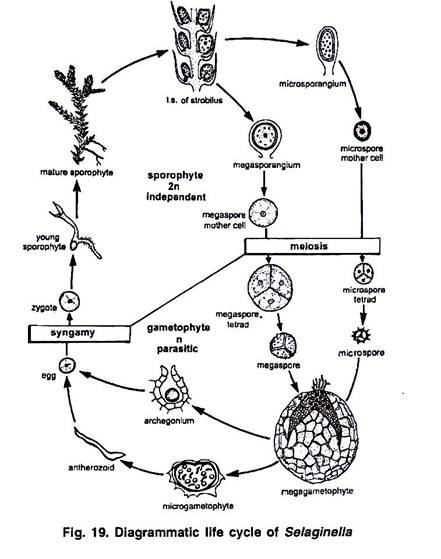 l.s. of strobilus
microsporangium
megasporangium
microspore
mother cell
mature sporophyte
sporophyte
2n
independent
megaspore
mother cell
young
sporophyte
meiosis
zygote
megaspore
tetrad
microspore
tetrad
syngamy
gametophyte
n
parasitic
egg
megaspore
microspore
archegonium
antherozoid
microgametophyte
megagametophyte
Fig. 19. Diagrammatic life cycle of Selaginella